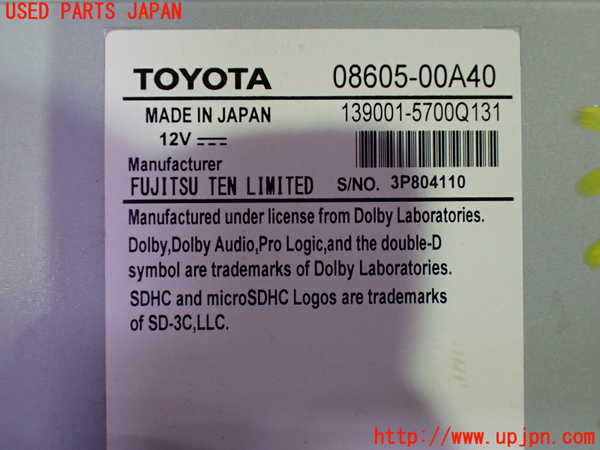 USED PARTS JAPAN
TOYOTA 08605-00A40
MADE IN JAPAN 139001-5700Q131
12V
Manufacturer
FUJITSU TEN LIMITED S/NO. 3P804110
Manufactured under license from Dolby Laboratories.
Dolby,Dolby Audio,Pro Logic,and the double-D
symbol are trademarks of Dolby Laboratories.
SDHC and microSDHC Logos are trademarks
of SD-3C,LLC.
http://www.upjpn.com